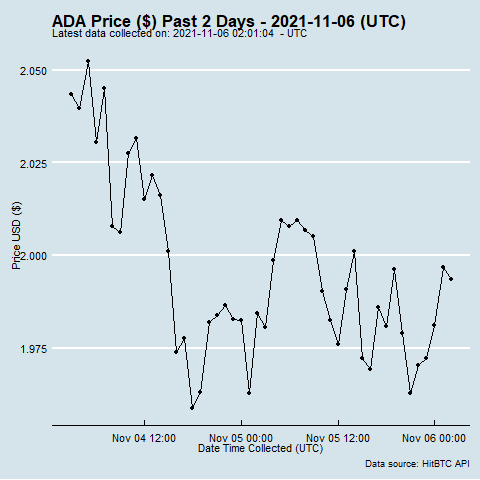 ADA Price ($) Past 2 Days - 2021-11-06 (UTC)
Latest data collected on: 2021-11-06 02:01:04 - UTC
2.050
2.025
2.000
1.975
Price USD ($)
Nov 04 12:00 Nov 05 00:00 Nov 05 12:00 Nov 06 00:00
Date Time Collected (UTC)
Data source: HitBTC API